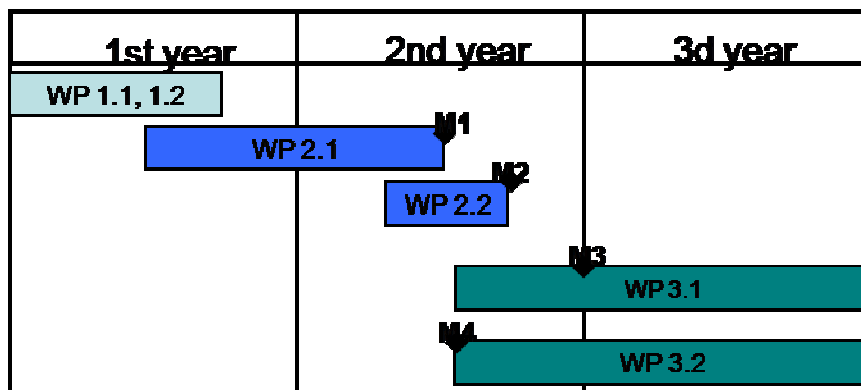 1st year 2nd year 3d year
WP 1.1, 1.2
M1
WP 2.1
M2
WP 2.2
M3
WP 3.1
M4
WP 3.2